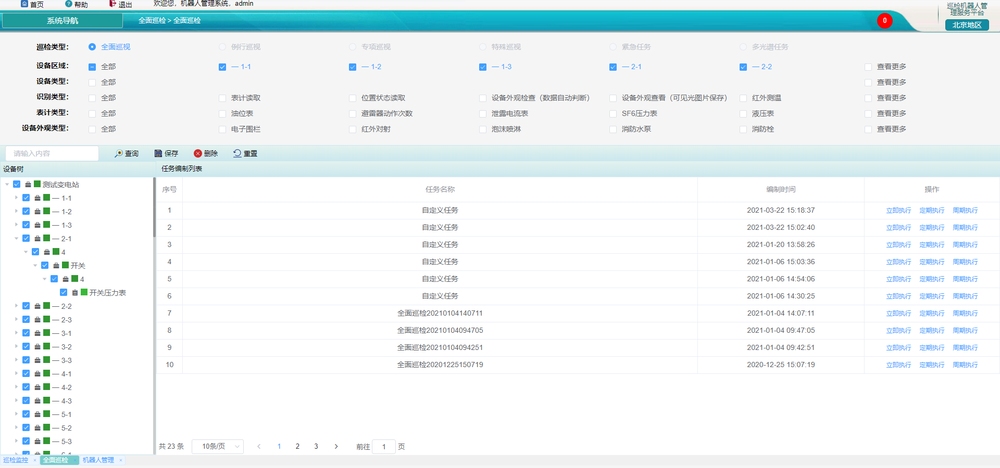 首页 帮助 退出 欢迎您，机器人管理系统，admin
巡检机器人管
理服务平台
北京地区
系统导航 全面巡检 > 全面巡检 0
巡检类型： 全面巡视 例行巡视 专项巡视 特殊巡视 紧急任务 多光谱任务
设备区域： 全部 — 1-1 — 1-2 — 1-3 — 2-1 — 2-2 查看更多
设备类型： 全部 查看更多
识别类型： 全部 表计读取 位置状态读取 设备外观检查（数据自动判断） 设备外观查看（可见光图片保存） 红外测温 查看更多
表计类型： 全部 油位表 避雷器动作次数 泄露电流表 SF6压力表 液压表 查看更多
设备外观类型： 全部 电子围栏 红外对射 泡沫喷淋 消防水泵 消防栓 查看更多
请输入内容 查询 保存 删除 重置
设备树
测试变电站
— 1-1
— 1-2
— 1-3
— 2-1
4
开关
4
开关压力表
— 2-2
— 2-3
— 3-1
— 3-2
— 3-3
— 4-1
— 4-2
— 4-3
— 5-1
— 5-2
— 5-3
— 6-1
任务编制列表
序号 任务名称 编制时间 操作
1 自定义任务 2021-03-22 15:18:37 立即执行 定期执行 周期执行
2 自定义任务 2021-03-22 15:02:40 立即执行 定期执行 周期执行
3 自定义任务 2021-01-20 13:58:26 立即执行 定期执行 周期执行
4 自定义任务 2021-01-06 15:03:36 立即执行 定期执行 周期执行
5 自定义任务 2021-01-06 14:54:06 立即执行 定期执行 周期执行
6 自定义任务 2021-01-06 14:30:25 立即执行 定期执行 周期执行
7 全面巡检20210104140711 2021-01-04 14:07:11 立即执行 定期执行 周期执行
8 全面巡检20210104094705 2021-01-04 09:47:05 立即执行 定期执行 周期执行
9 全面巡检20210104094251 2021-01-04 09:42:51 立即执行 定期执行 周期执行
10 全面巡检20201225150719 2020-12-25 15:07:19 立即执行 定期执行 周期执行
共 23 条 10条/页 1 2 3 前往 1 页
巡检监控 全面巡检 机器人管理